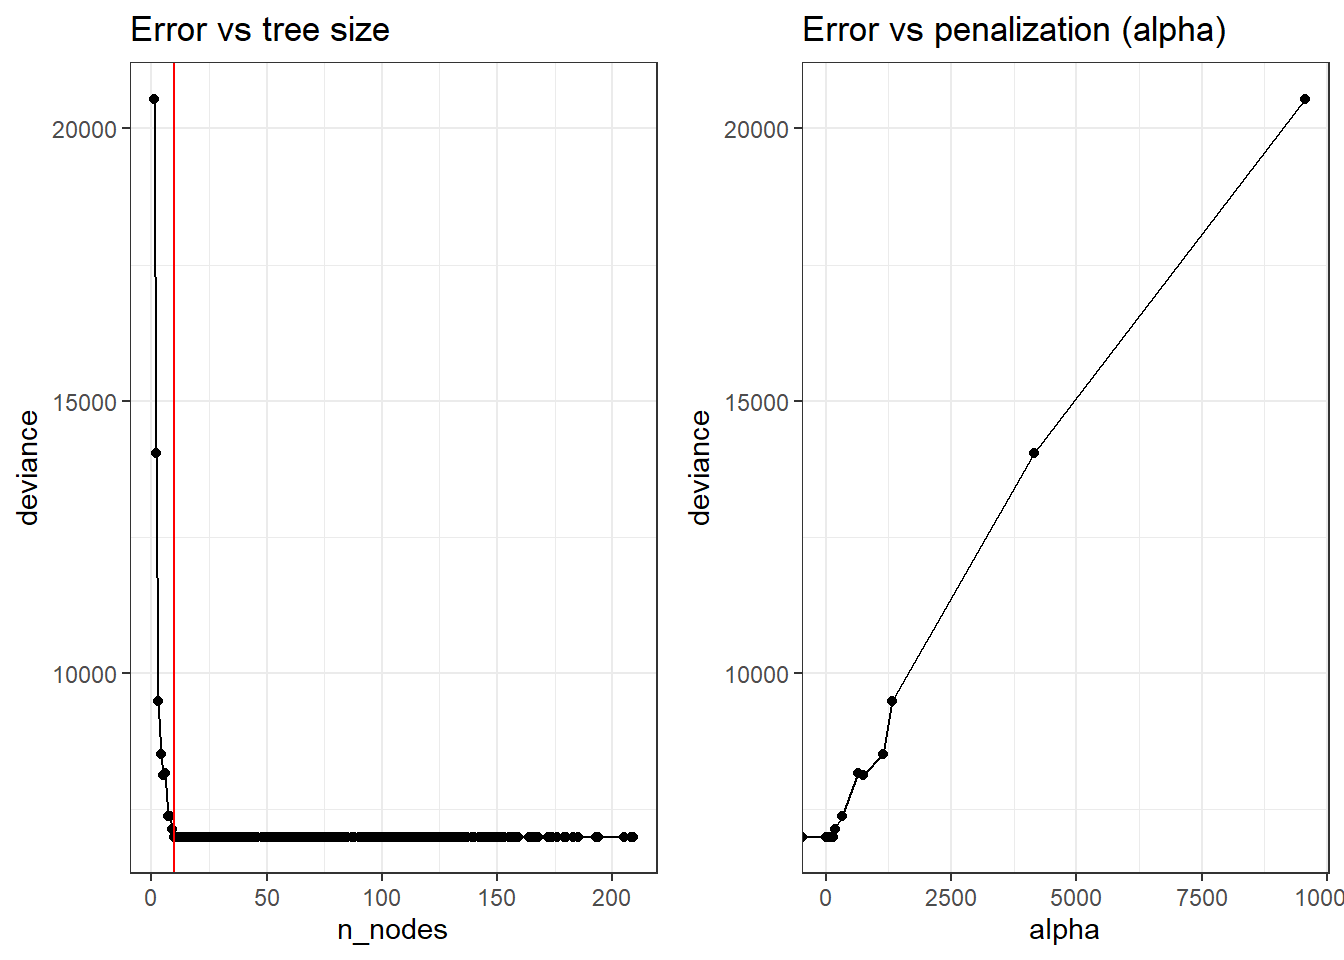 Error vs tree size
20000
15000
10000
deviance
0 50 100 150 200
n_nodes
Error vs penalization (alpha)
20000
15000
10000
deviance
0 2500 5000 7500 1000
alpha